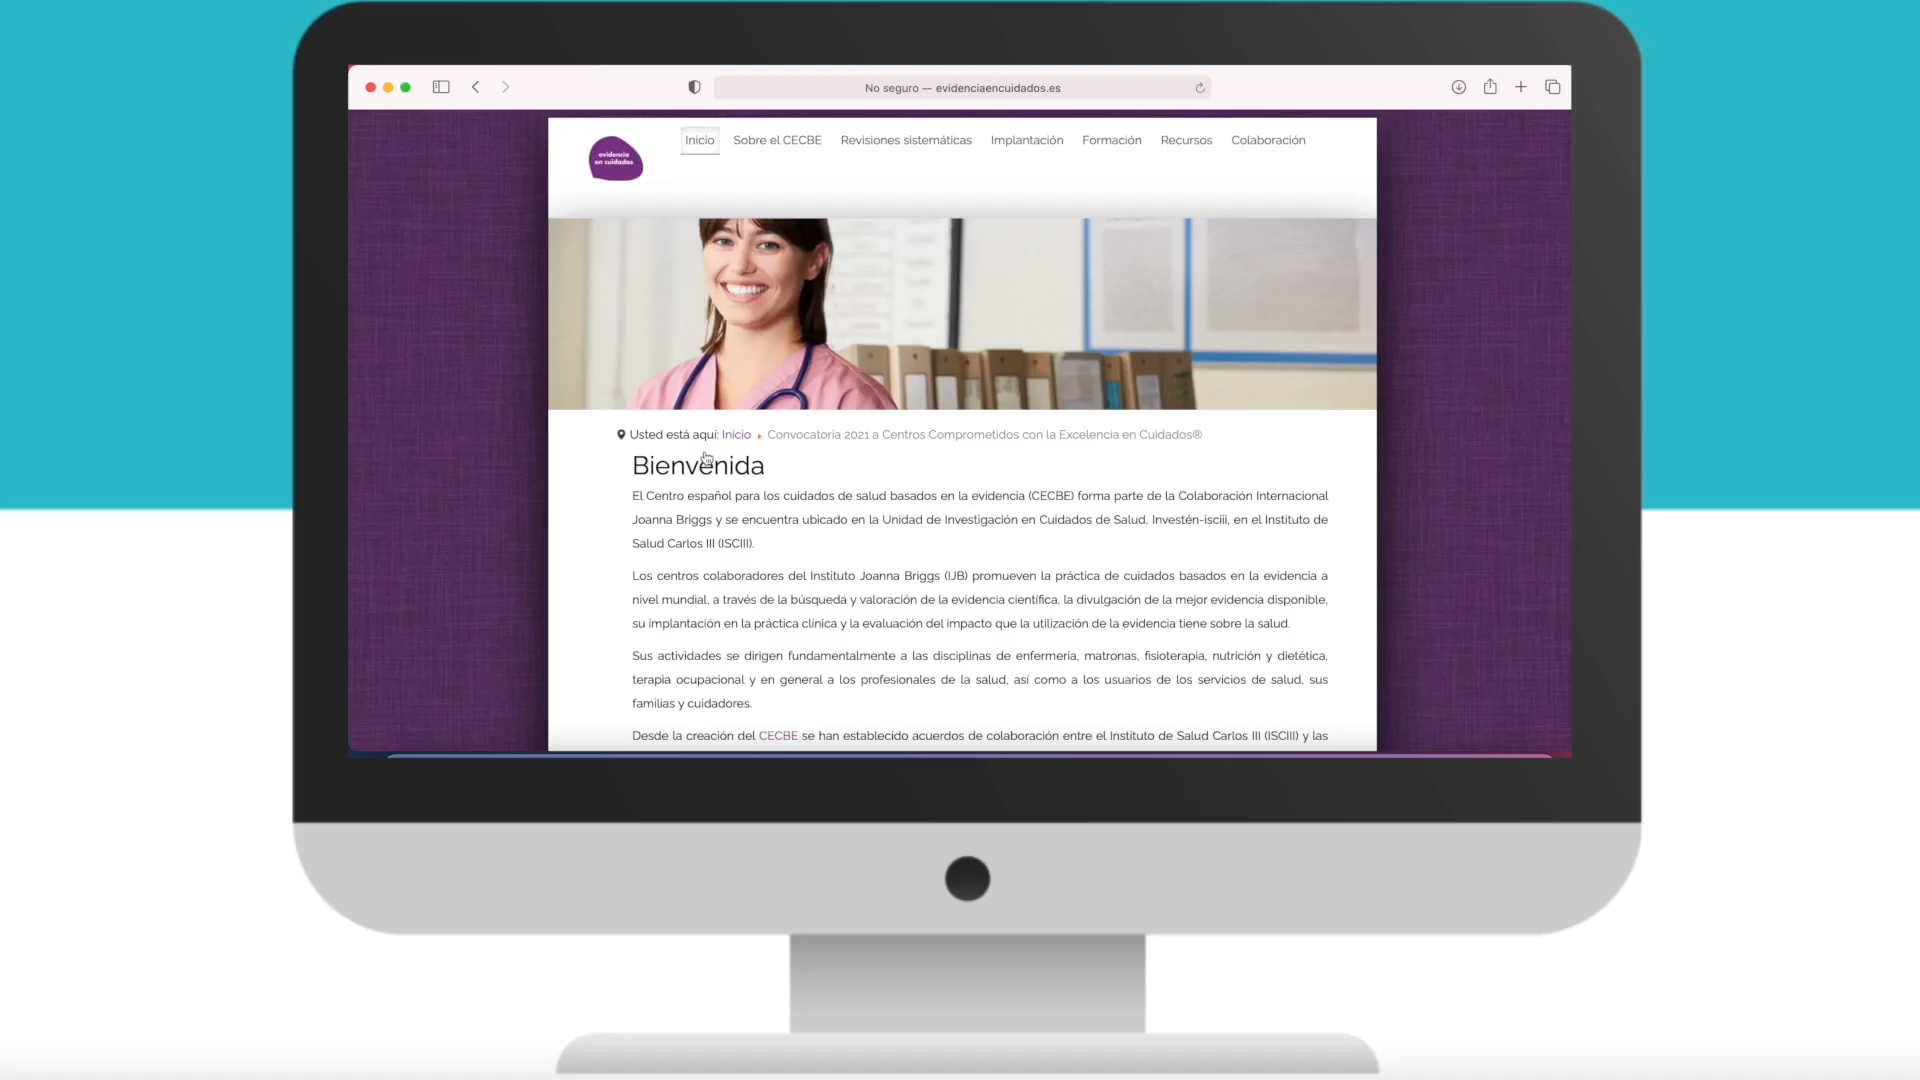 No seguro — evidenciaencuidados.es
evidencia
en cuidados
Inicio Sobre el CECBE Revisiones sistemáticas Implantación Formación Recursos Colaboración
Usted está aquí: Inicio Convocatoria 2021 a Centros Comprometidos con la Excelencia en Cuidados®
Bienvenida
El Centro español para los cuidados de salud basados en la evidencia (CECBE) forma parte de la Colaboración Internacional
Joanna Briggs y se encuentra ubicado en la Unidad de Investigación en Cuidados de Salud, Investén-isciii, en el Instituto de
Salud Carlos III (ISCIII).
Los centros colaboradores del Instituto Joanna Briggs (IJB) promueven la práctica de cuidados basados en la evidencia a
nivel mundial, a través de la búsqueda y valoración de la evidencia científica, la divulgación de la mejor evidencia disponible,
su implantación en la práctica clínica y la evaluación del impacto que la utilización de la evidencia tiene sobre la salud.
Sus actividades se dirigen fundamentalmente a las disciplinas de enfermería, matronas, fisioterapia, nutrición y dietética,
terapia ocupacional y en general a los profesionales de la salud, así como a los usuarios de los servicios de salud, sus
familias y cuidadores.
Desde la creación del CECBE se han establecido acuerdos de colaboración entre el Instituto de Salud Carlos III (ISCIII) y las